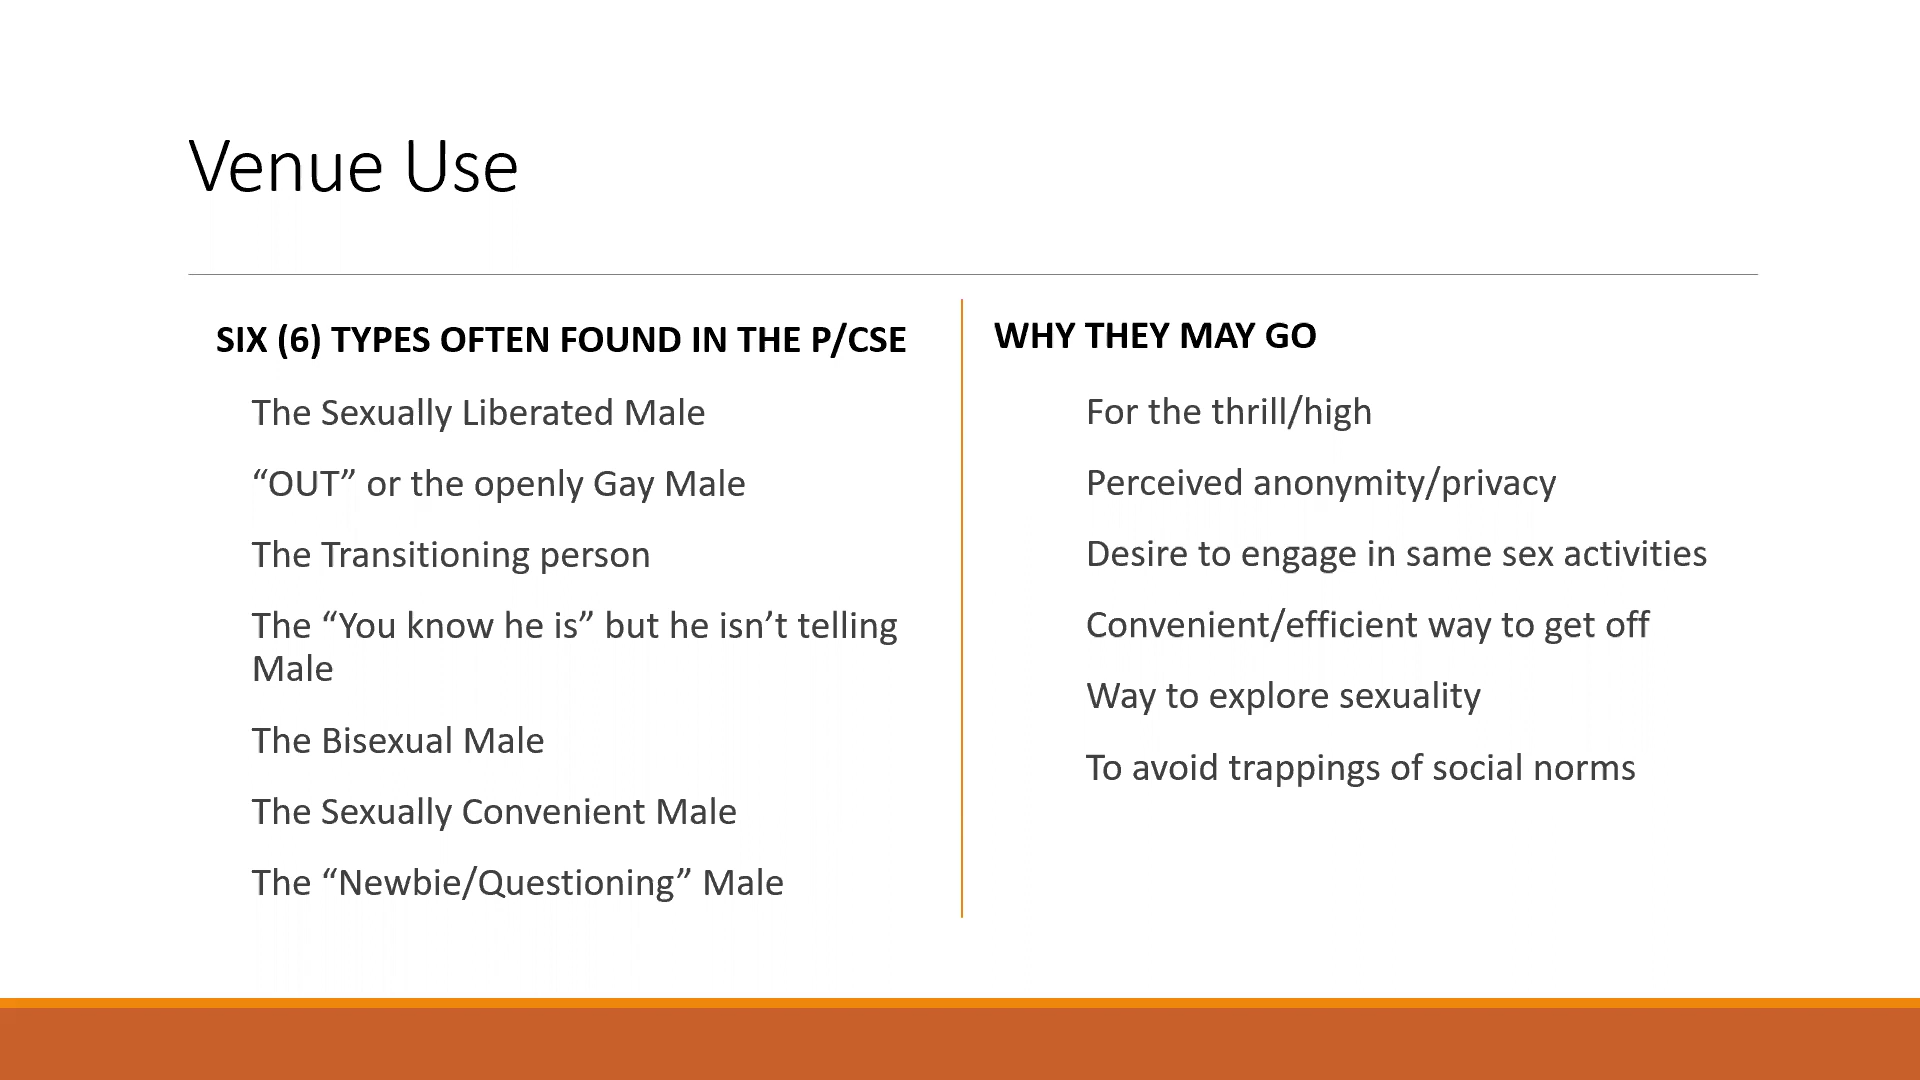 Venue Use
SIX (6) TYPES OFTEN FOUND IN THE P/CSE
The Sexually Liberated Male
“OUT” or the openly Gay Male
The Transitioning person
The “You know he is” but he isn’t telling
Male
The Bisexual Male
The Sexually Convenient Male
The “Newbie/Questioning” Male
WHY THEY MAY GO
For the thrill/high
Perceived anonymity/privacy
Desire to engage in same sex activities
Convenient/efficient way to get off
Way to explore sexuality
To avoid trappings of social norms